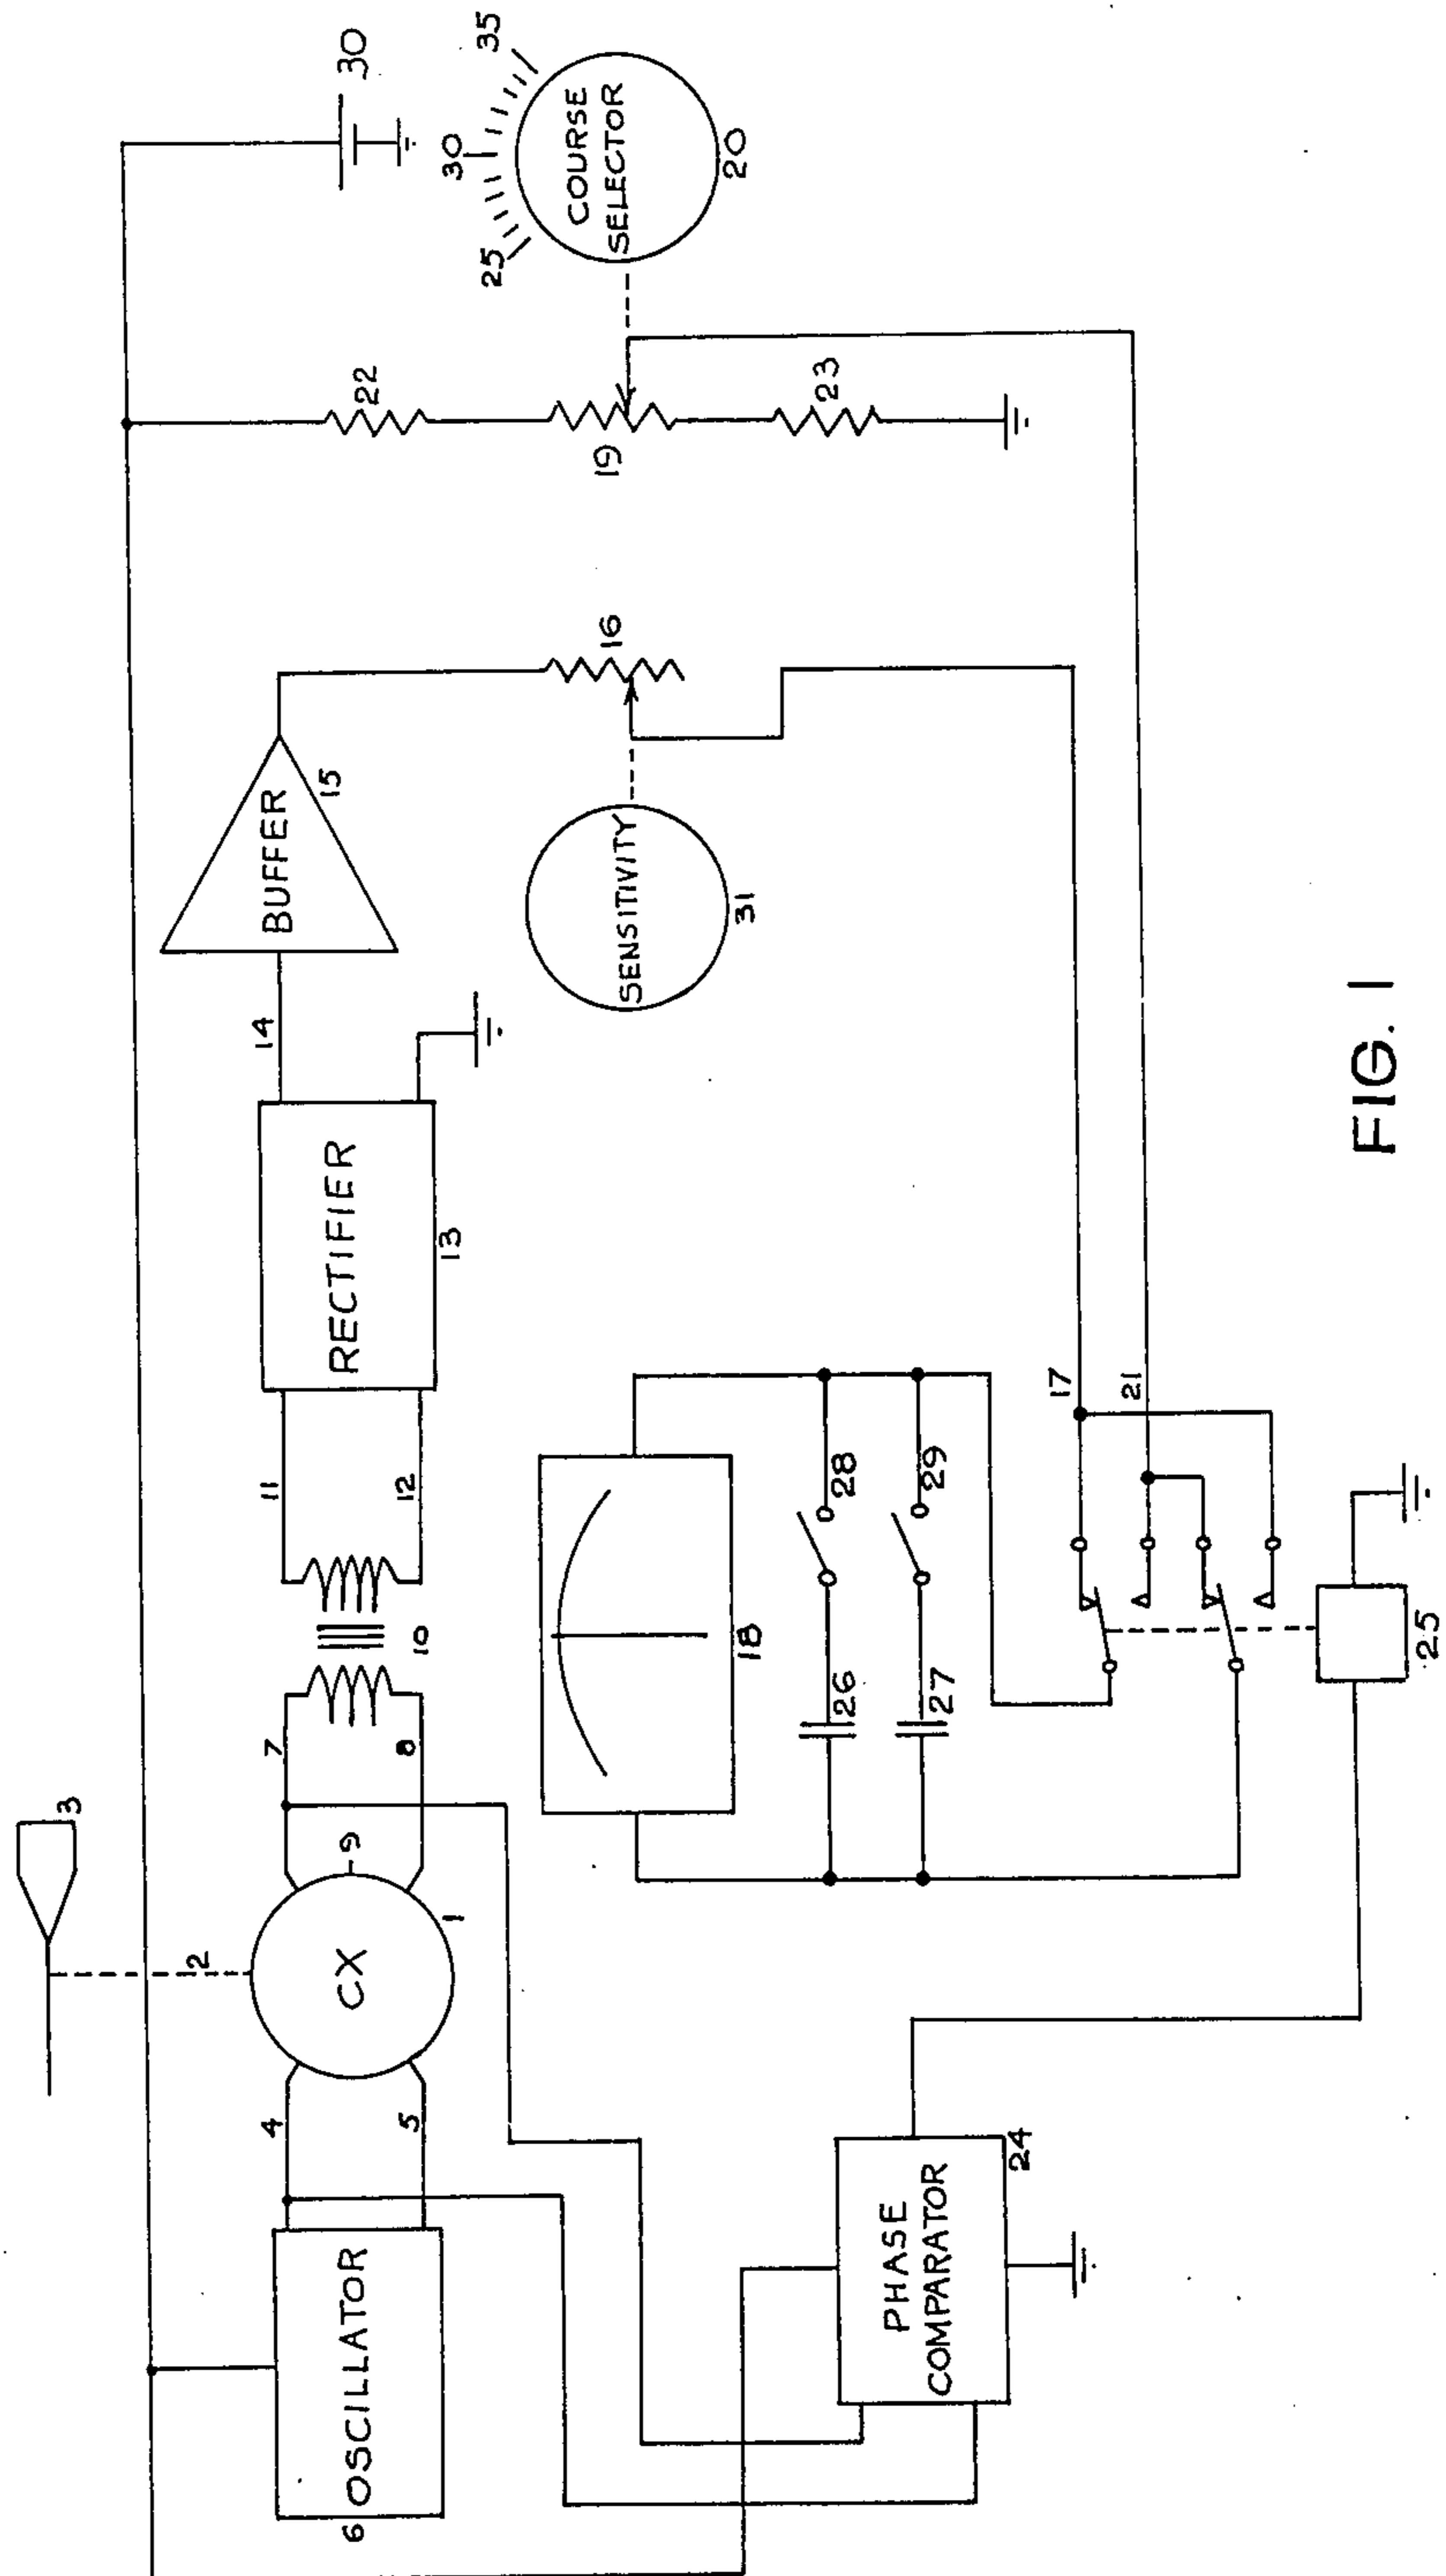 3
2
30
25 30 35
COURSE
SELECTOR
20
6
OSCILLATOR
4
5
CX
1
9
7
8
10
11
12
RECTIFIER
13
14
BUFFER
15
16
SENSITIVITY
31
22
19
23
18
26
28
27
29
17
21
PHASE
COMPARATOR
24
25
FIG. 1